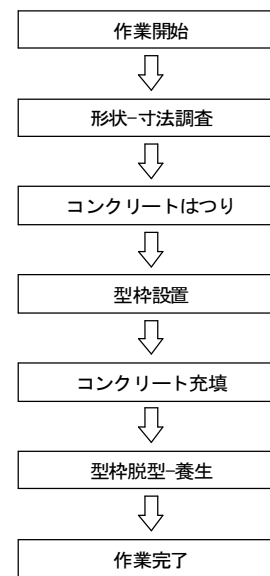 作業開始
形状-寸法調査
コンクリートはつり
型枠設置
コンクリート充填
型枠脱型-養生
作業完了